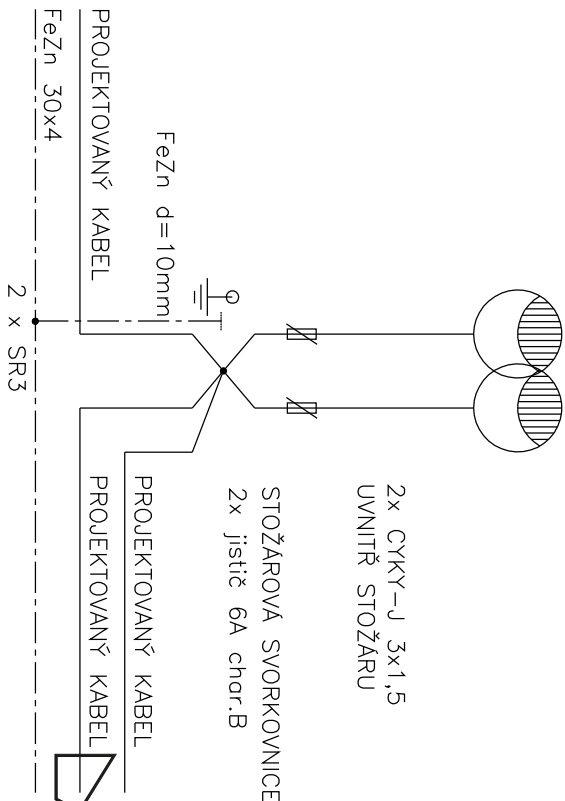 2x CYKY-J 3x1,5
UVNITŘ STOŽÁRU
STOŽÁROVÁ SVORKOVNICE
2x jistič 6A char.B
FeZn d=10mm
PROJEKTOVANÝ KABEL
PROJEKTOVANÝ KABEL
PROJEKTOVANÝ KABEL
FeZn 30x4
2 x SR3